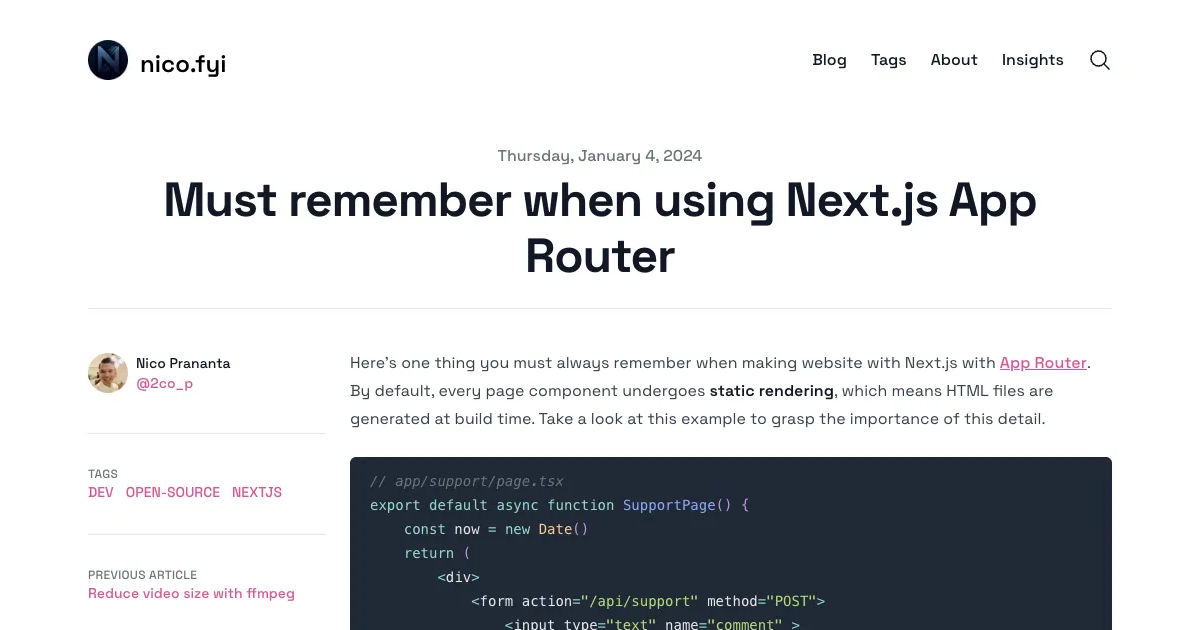 nico.fyi
Blog Tags About Insights
Thursday, January 4, 2024
Must remember when using Next.js App
Router
Nico Prananta
@2co_p
TAGS
DEV OPEN-SOURCE NEXTJS
PREVIOUS ARTICLE
Reduce video size with ffmpeg
Here's one thing you must always remember when making website with Next.js with App Router.
By default, every page component undergoes static rendering, which means HTML files are
generated at build time. Take a look at this example to grasp the importance of this detail.
// app/support/page.tsx
export default async function SupportPage() {
    const now = new Date()
    return (
        <div>
            <form action="/api/support" method="POST">
                <input type="text" name="comment" >